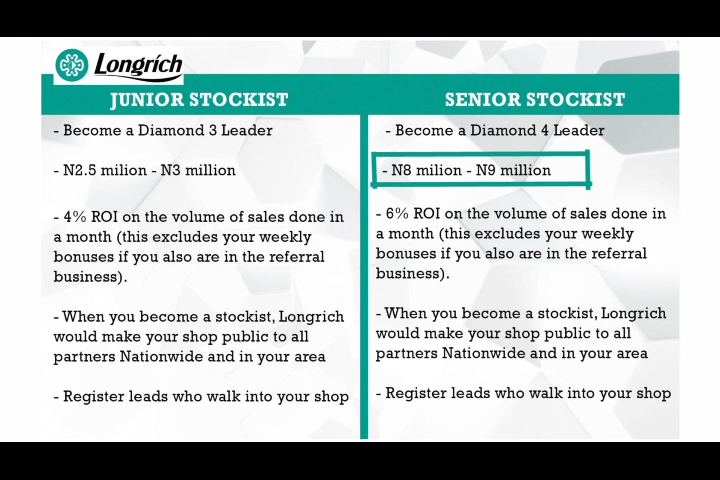 Longrich
JUNIOR STOCKIST
- Become a Diamond 3 Leader
- N2.5 milion - N3 million
- 4% ROI on the volume of sales done in
a month (this excludes your weekly
bonuses if you also are in the referral
business).
- When you become a stockist, Longrich
would make your shop public to all
partners Nationwide and in your area
- Register leads who walk into your shop
SENIOR STOCKIST
- Become a Diamond 4 Leader
- N8 milion - N9 million
- 6% ROI on the volume of sales done in
a month (this excludes your weekly
bonuses if you also are in the referral
business).
- When you become a stockist, Longrich
would make your shop public to all
partners Nationwide and in your area
- Register leads who walk into your shop